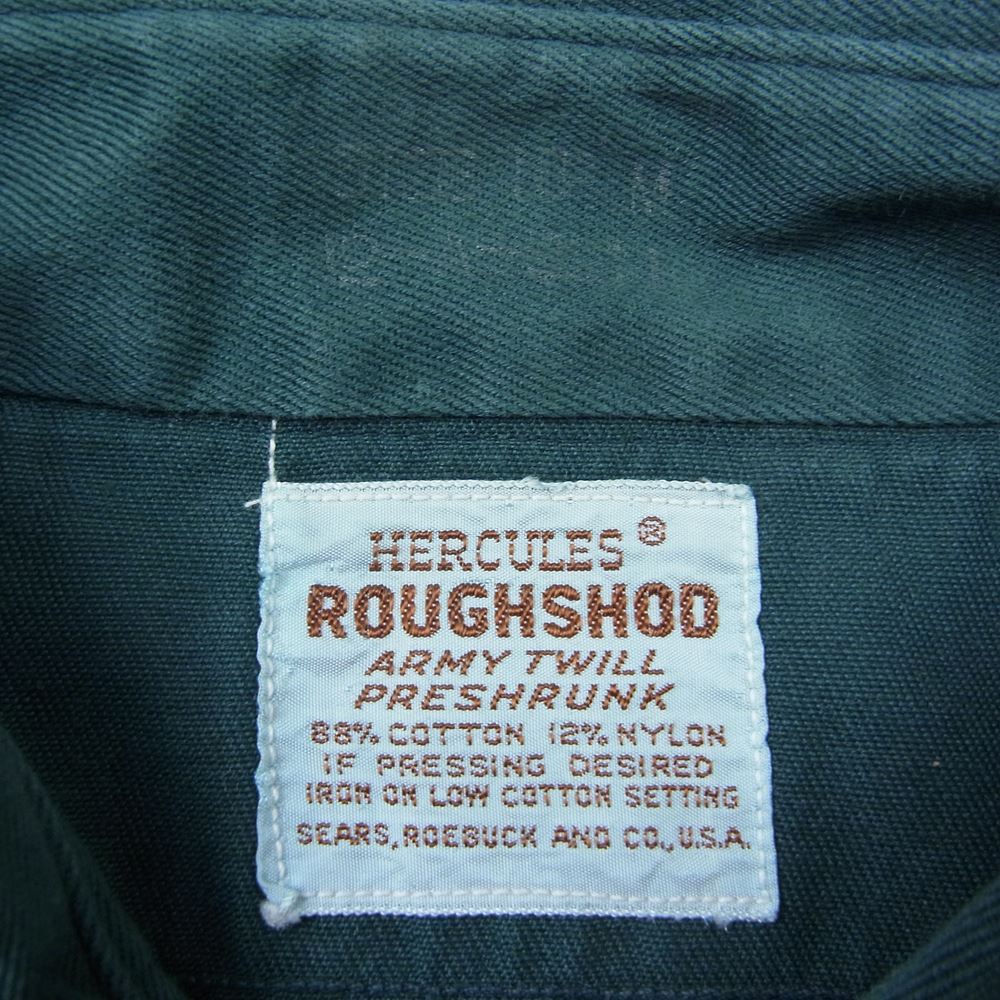 HERCULES®
ROUGHSHOD
ARMY TWILL
PRESHRUNK
88% COTTON 12% NYLON
IF PRESSING DESIRED
IRON ON LOW COTTON SETTING
SEARS, ROEBUCK AND CO., U.S.A.